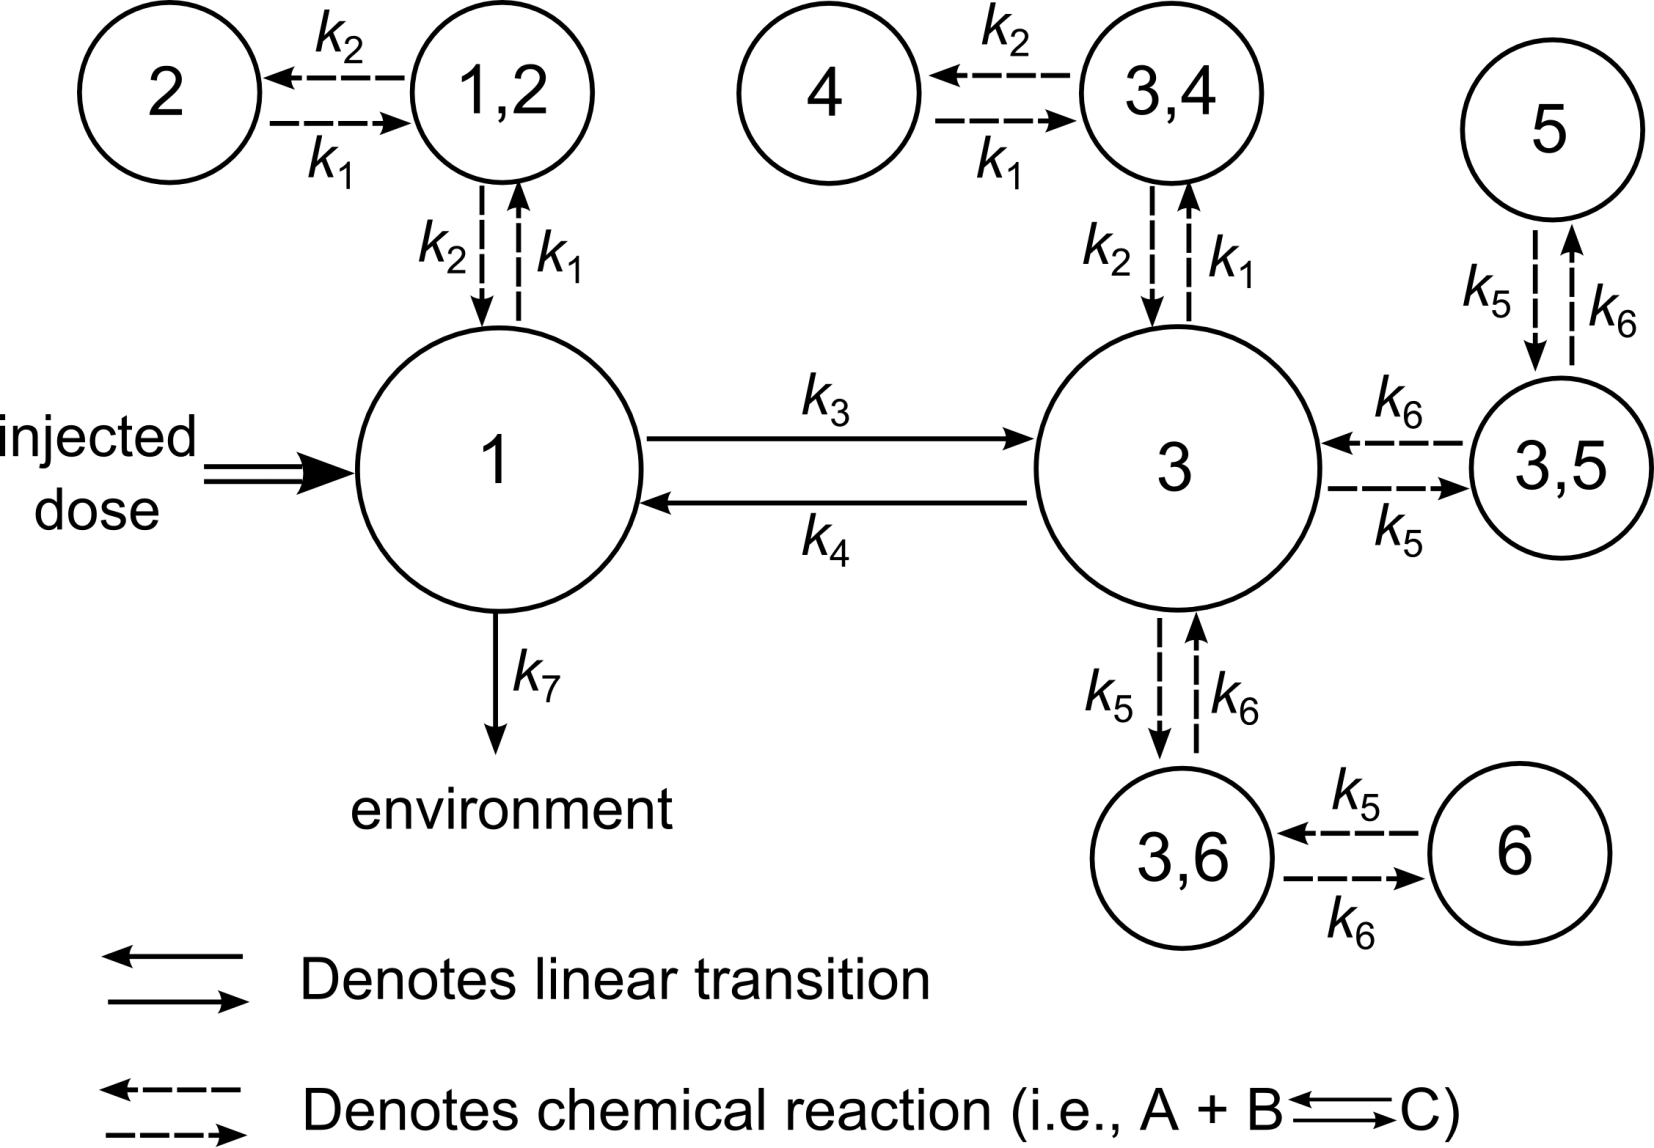 2
k2
k1
1,2
4
k2
k1
3,4
5
k2
k1
k2
k1
k5
k6
injected
dose
1
k3
k4
3
k6
k5
3,5
k7
environment
k5
k6
3,6
k5
k6
6
Denotes linear transition
Denotes chemical reaction (i.e., A + B ⇆ C)